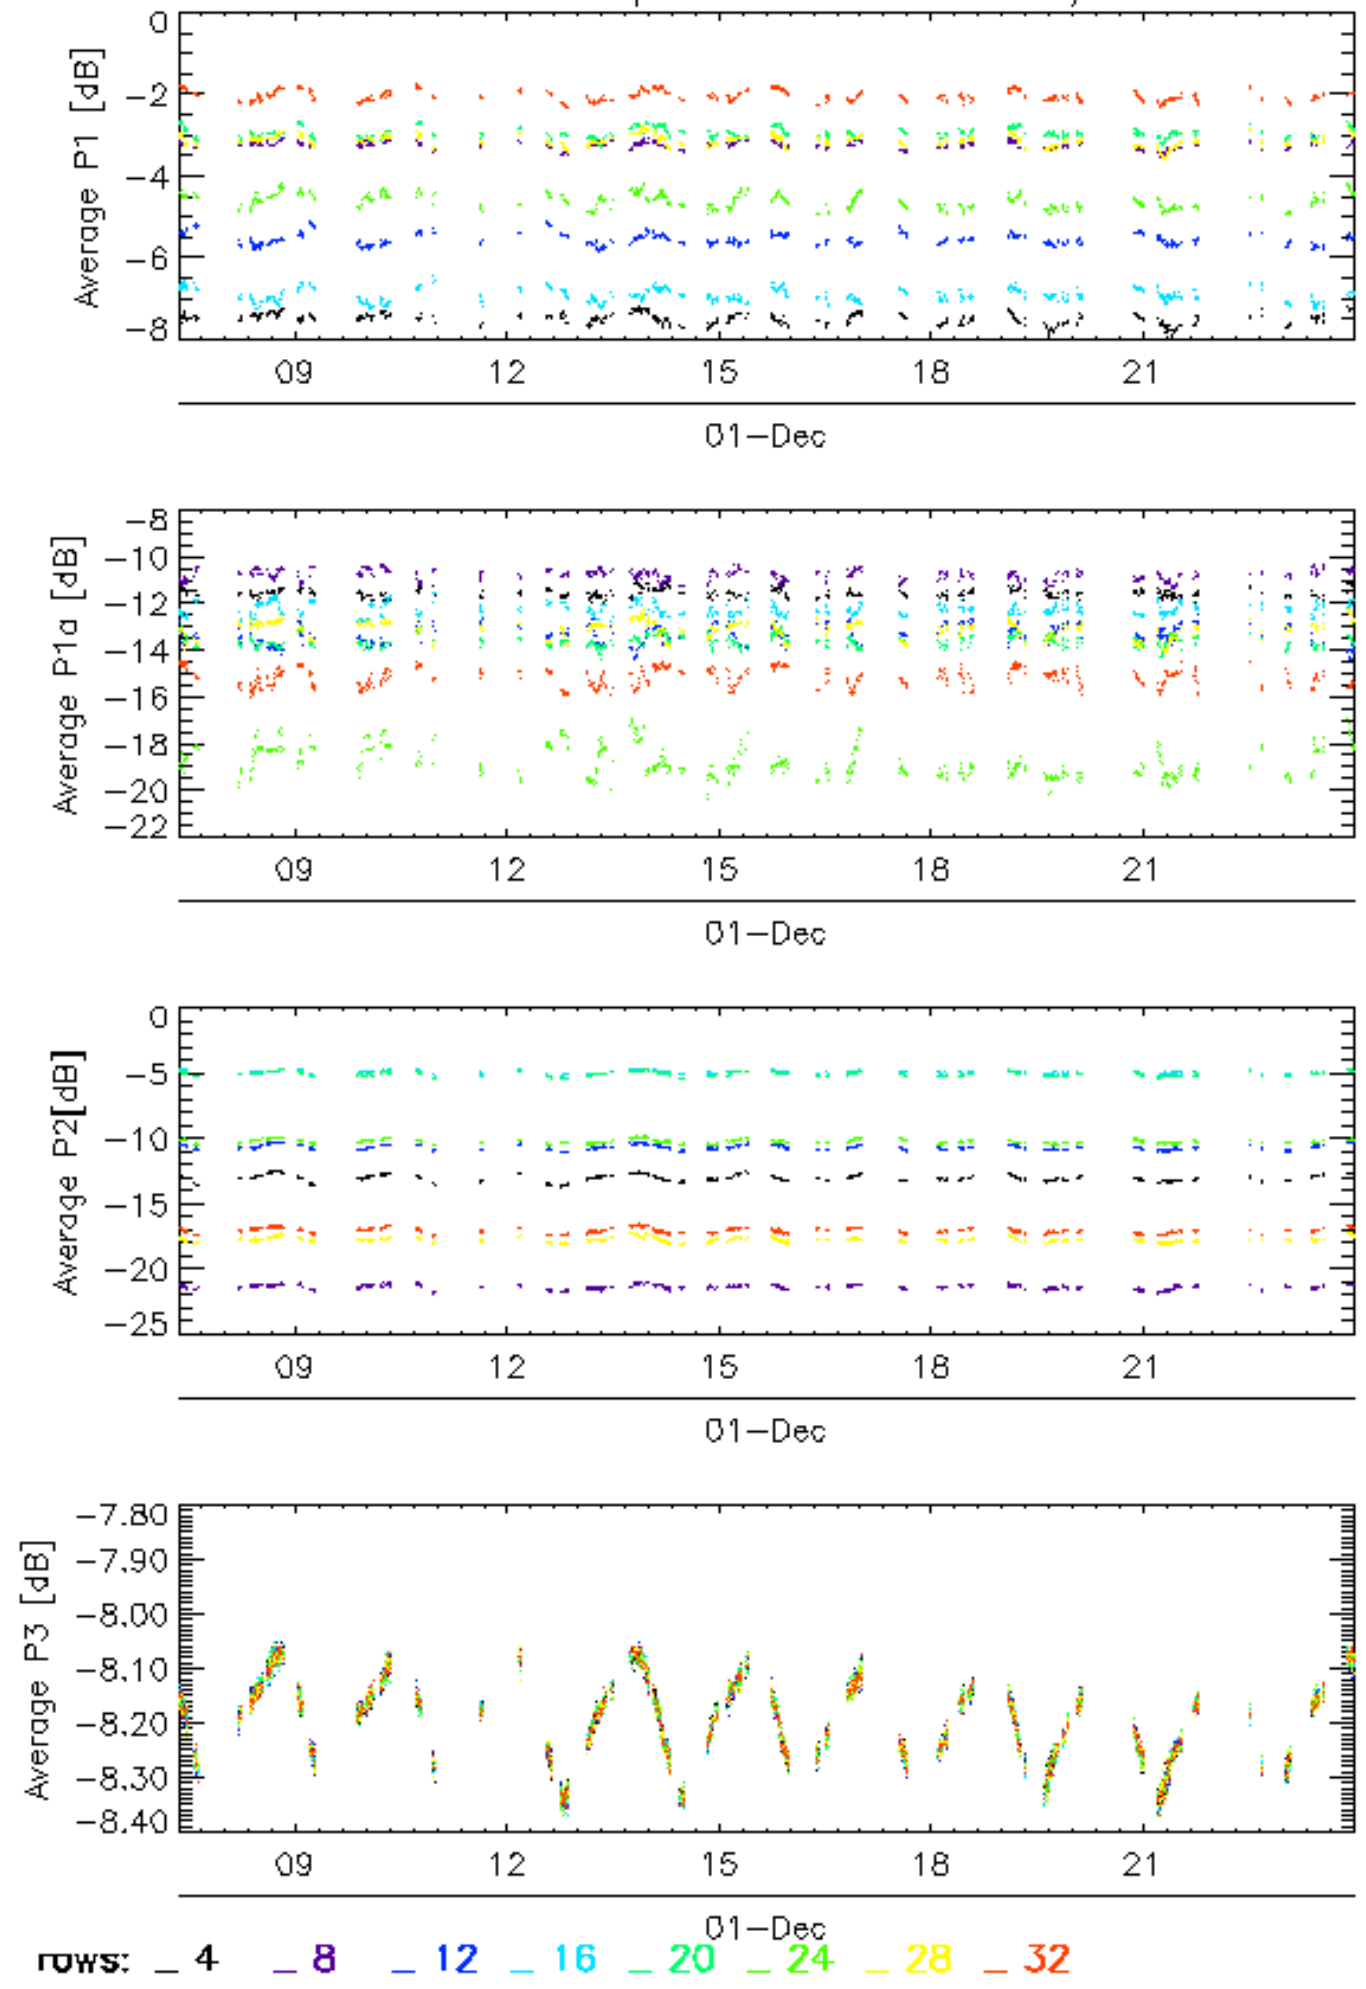 0
−2
−4
−6
−8
Average P1 [dB]
09 12 15 18 21
01−Dec
−8
−10
−12
−14
−16
−18
−20
−22
Average P1a [dB]
09 12 15 18 21
01−Dec
0
−5
−10
−15
−20
−25
Average P2[dB]
09 12 15 18 21
01−Dec
−7.80
−7.90
−8.00
−8.10
−8.20
−8.30
−8.40
Average P3 [dB]
09 12 15 18 21
01−Dec
rows: _ 4 _ 8 _ 12 _ 16 _ 20 _ 24 _ 28 _ 32